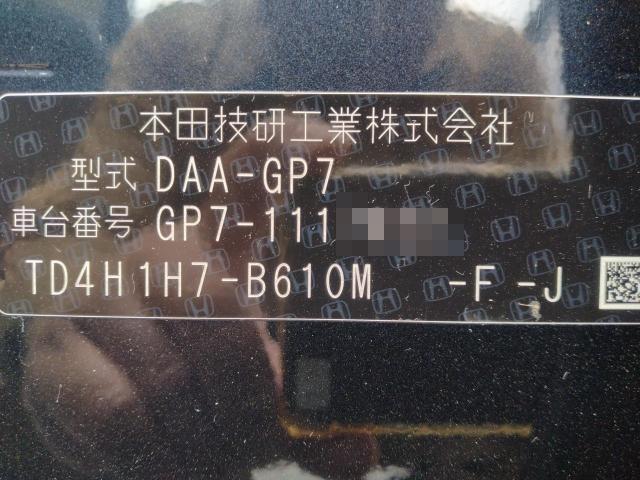 本田技研工業株式会社
型式 DAA-GP7
車台番号 GP7-111
TD4H1H7-B610M -F -J